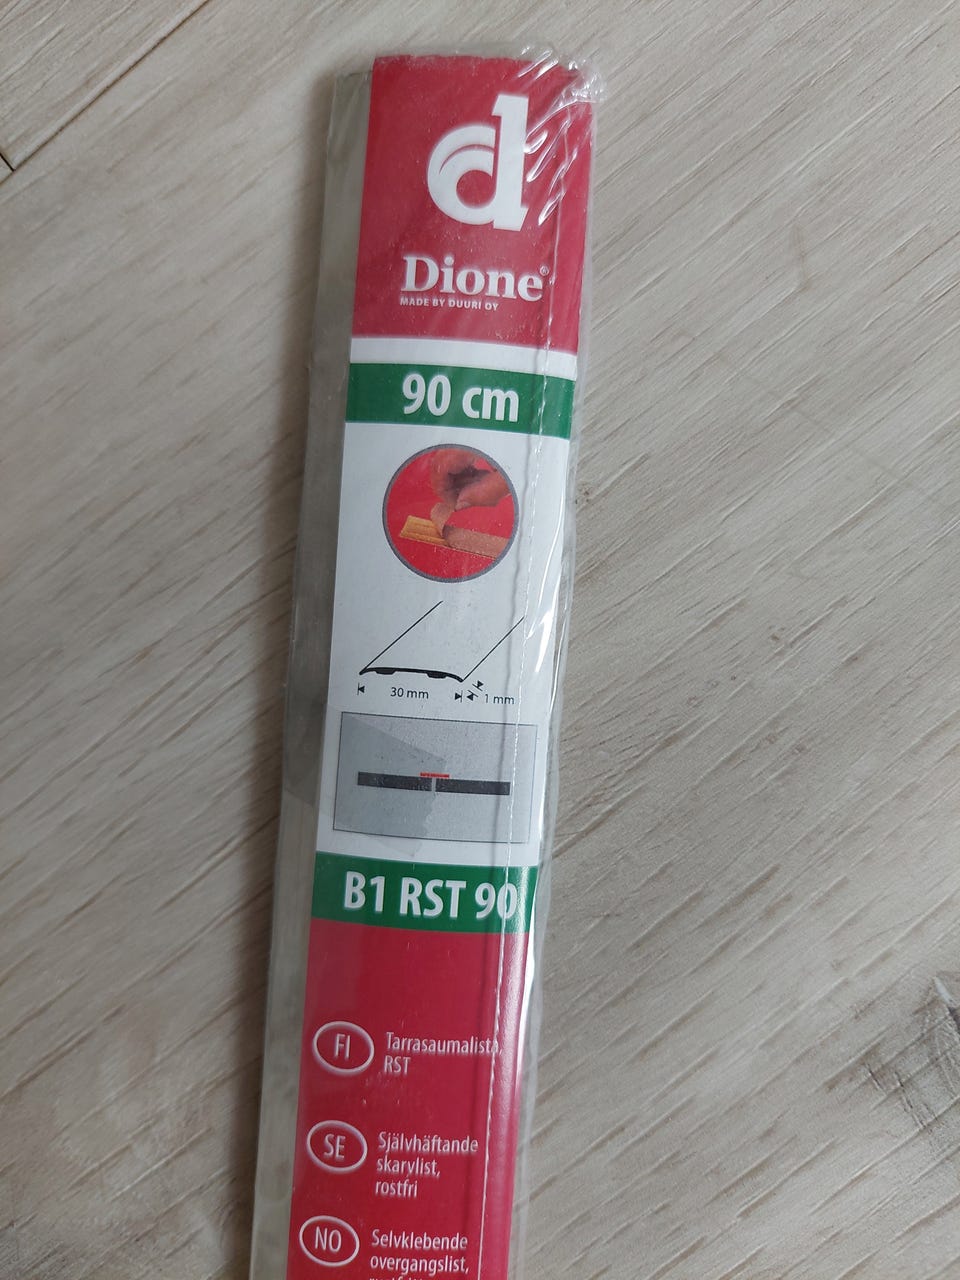 d
Dione®
MADE BY DUURI OY
90 cm
30 mm
1 mm
B1 RST 90
FI
Tarrasaumalista,
RST
SE
Självhäftande
skarvlist,
rostfri
NO
Selvklebende
overgangslist,